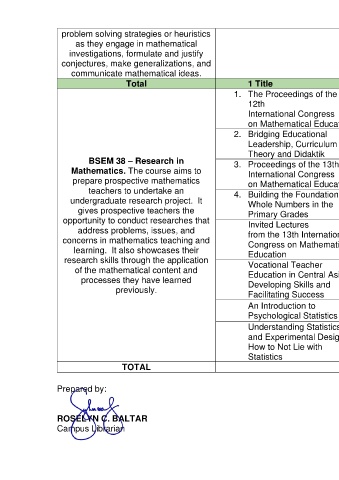 problem solving strategies or heuristics
as they engage in mathematical
investigations, formulate and justify
conjectures, make generalizations, and
communicate mathematical ideas.
Total 1 Title
BSEM 38 – Research in
Mathematics. The course aims to
prepare prospective mathematics
teachers to undertake an
undergraduate research project. It
gives prospective teachers the
opportunity to conduct researches that
address problems, issues, and
concerns in mathematics teaching and
learning. It also showcases their
research skills through the application
of the mathematical content and
processes they have learned
previously.
1. The Proceedings of the
12th
International Congress
on Mathematical Educa
2. Bridging Educational
Leadership, Curriculum
Theory and Didaktik
3. Proceedings of the 13th
International Congress
on Mathematical Educa
4. Building the Foundation
Whole Numbers in the
Primary Grades
Invited Lectures
from the 13th Internation
Congress on Mathemati
Education
Vocational Teacher
Education in Central Asi
Developing Skills and
Facilitating Success
An Introduction to
Psychological Statistics
Understanding Statistics
and Experimental Desig
How to Not Lie with
Statistics
TOTAL
Prepared by:
ROSELYN C. BALTAR
Campus Librarian